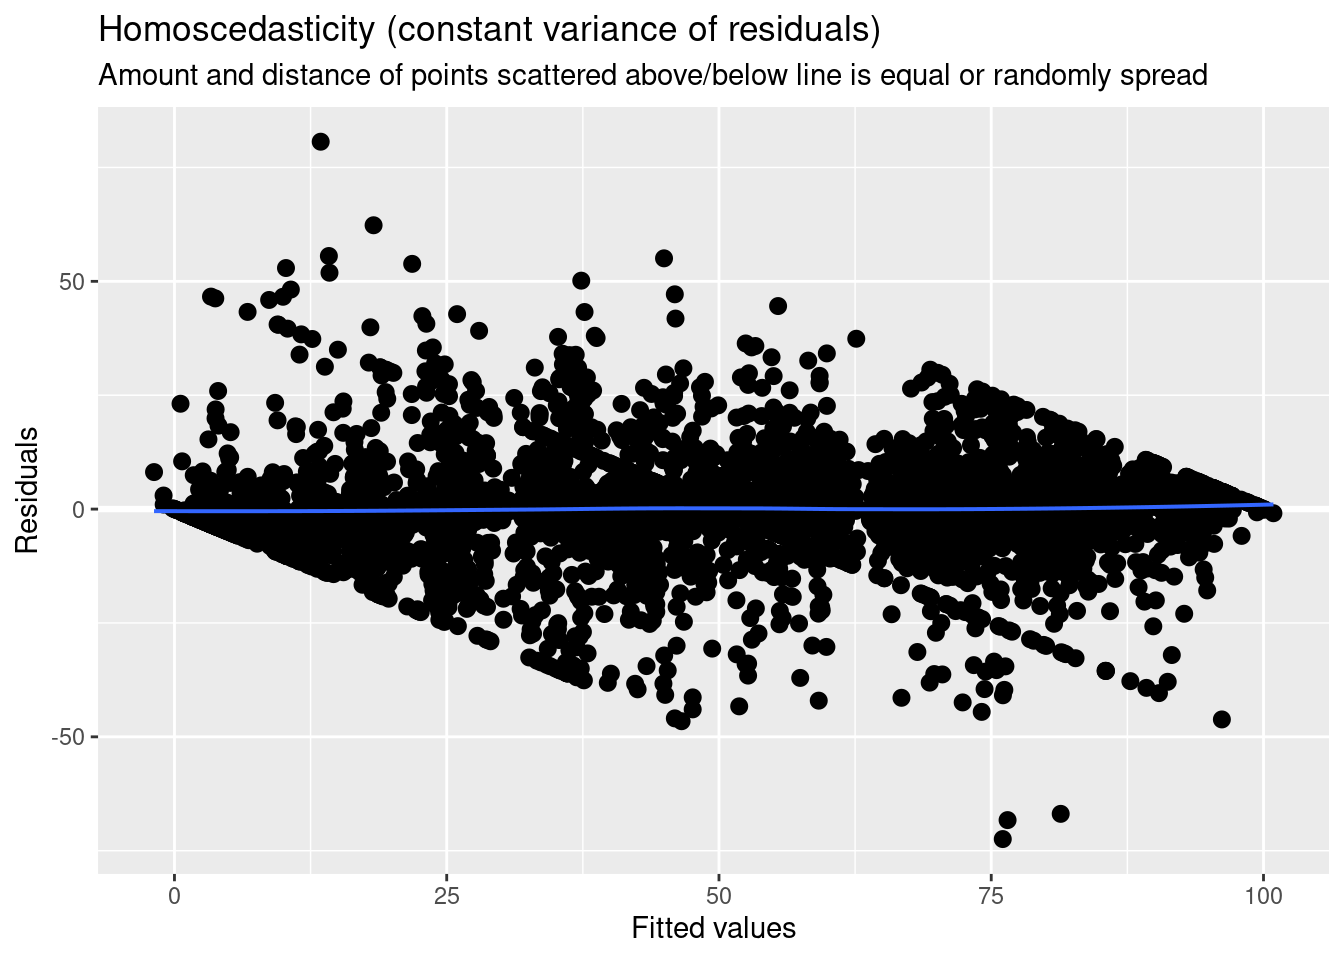 Homoscedasticity (constant variance of residuals)
Amount and distance of points scattered above/below line is equal or randomly spread
50
0
-50
Residuals
0 25 50 75 100
Fitted values